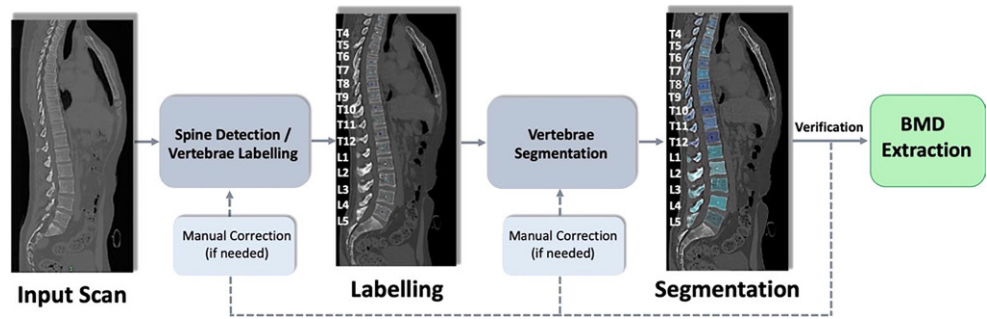 T4
T5
T6
T7
T8
T9
T10
T11
T12
L1
L2
L3
L4
L5
T4
T5
T6
T7
T8
T9
T10
T11
T12
L1
L2
L3
L4
L5
Spine Detection /
Vertebrae Labelling
Vertebrae
Segmentation
Verification
BMD
Extraction
Manual Correction
(if needed)
Manual Correction
(if needed)
Input Scan
Labelling
Segmentation